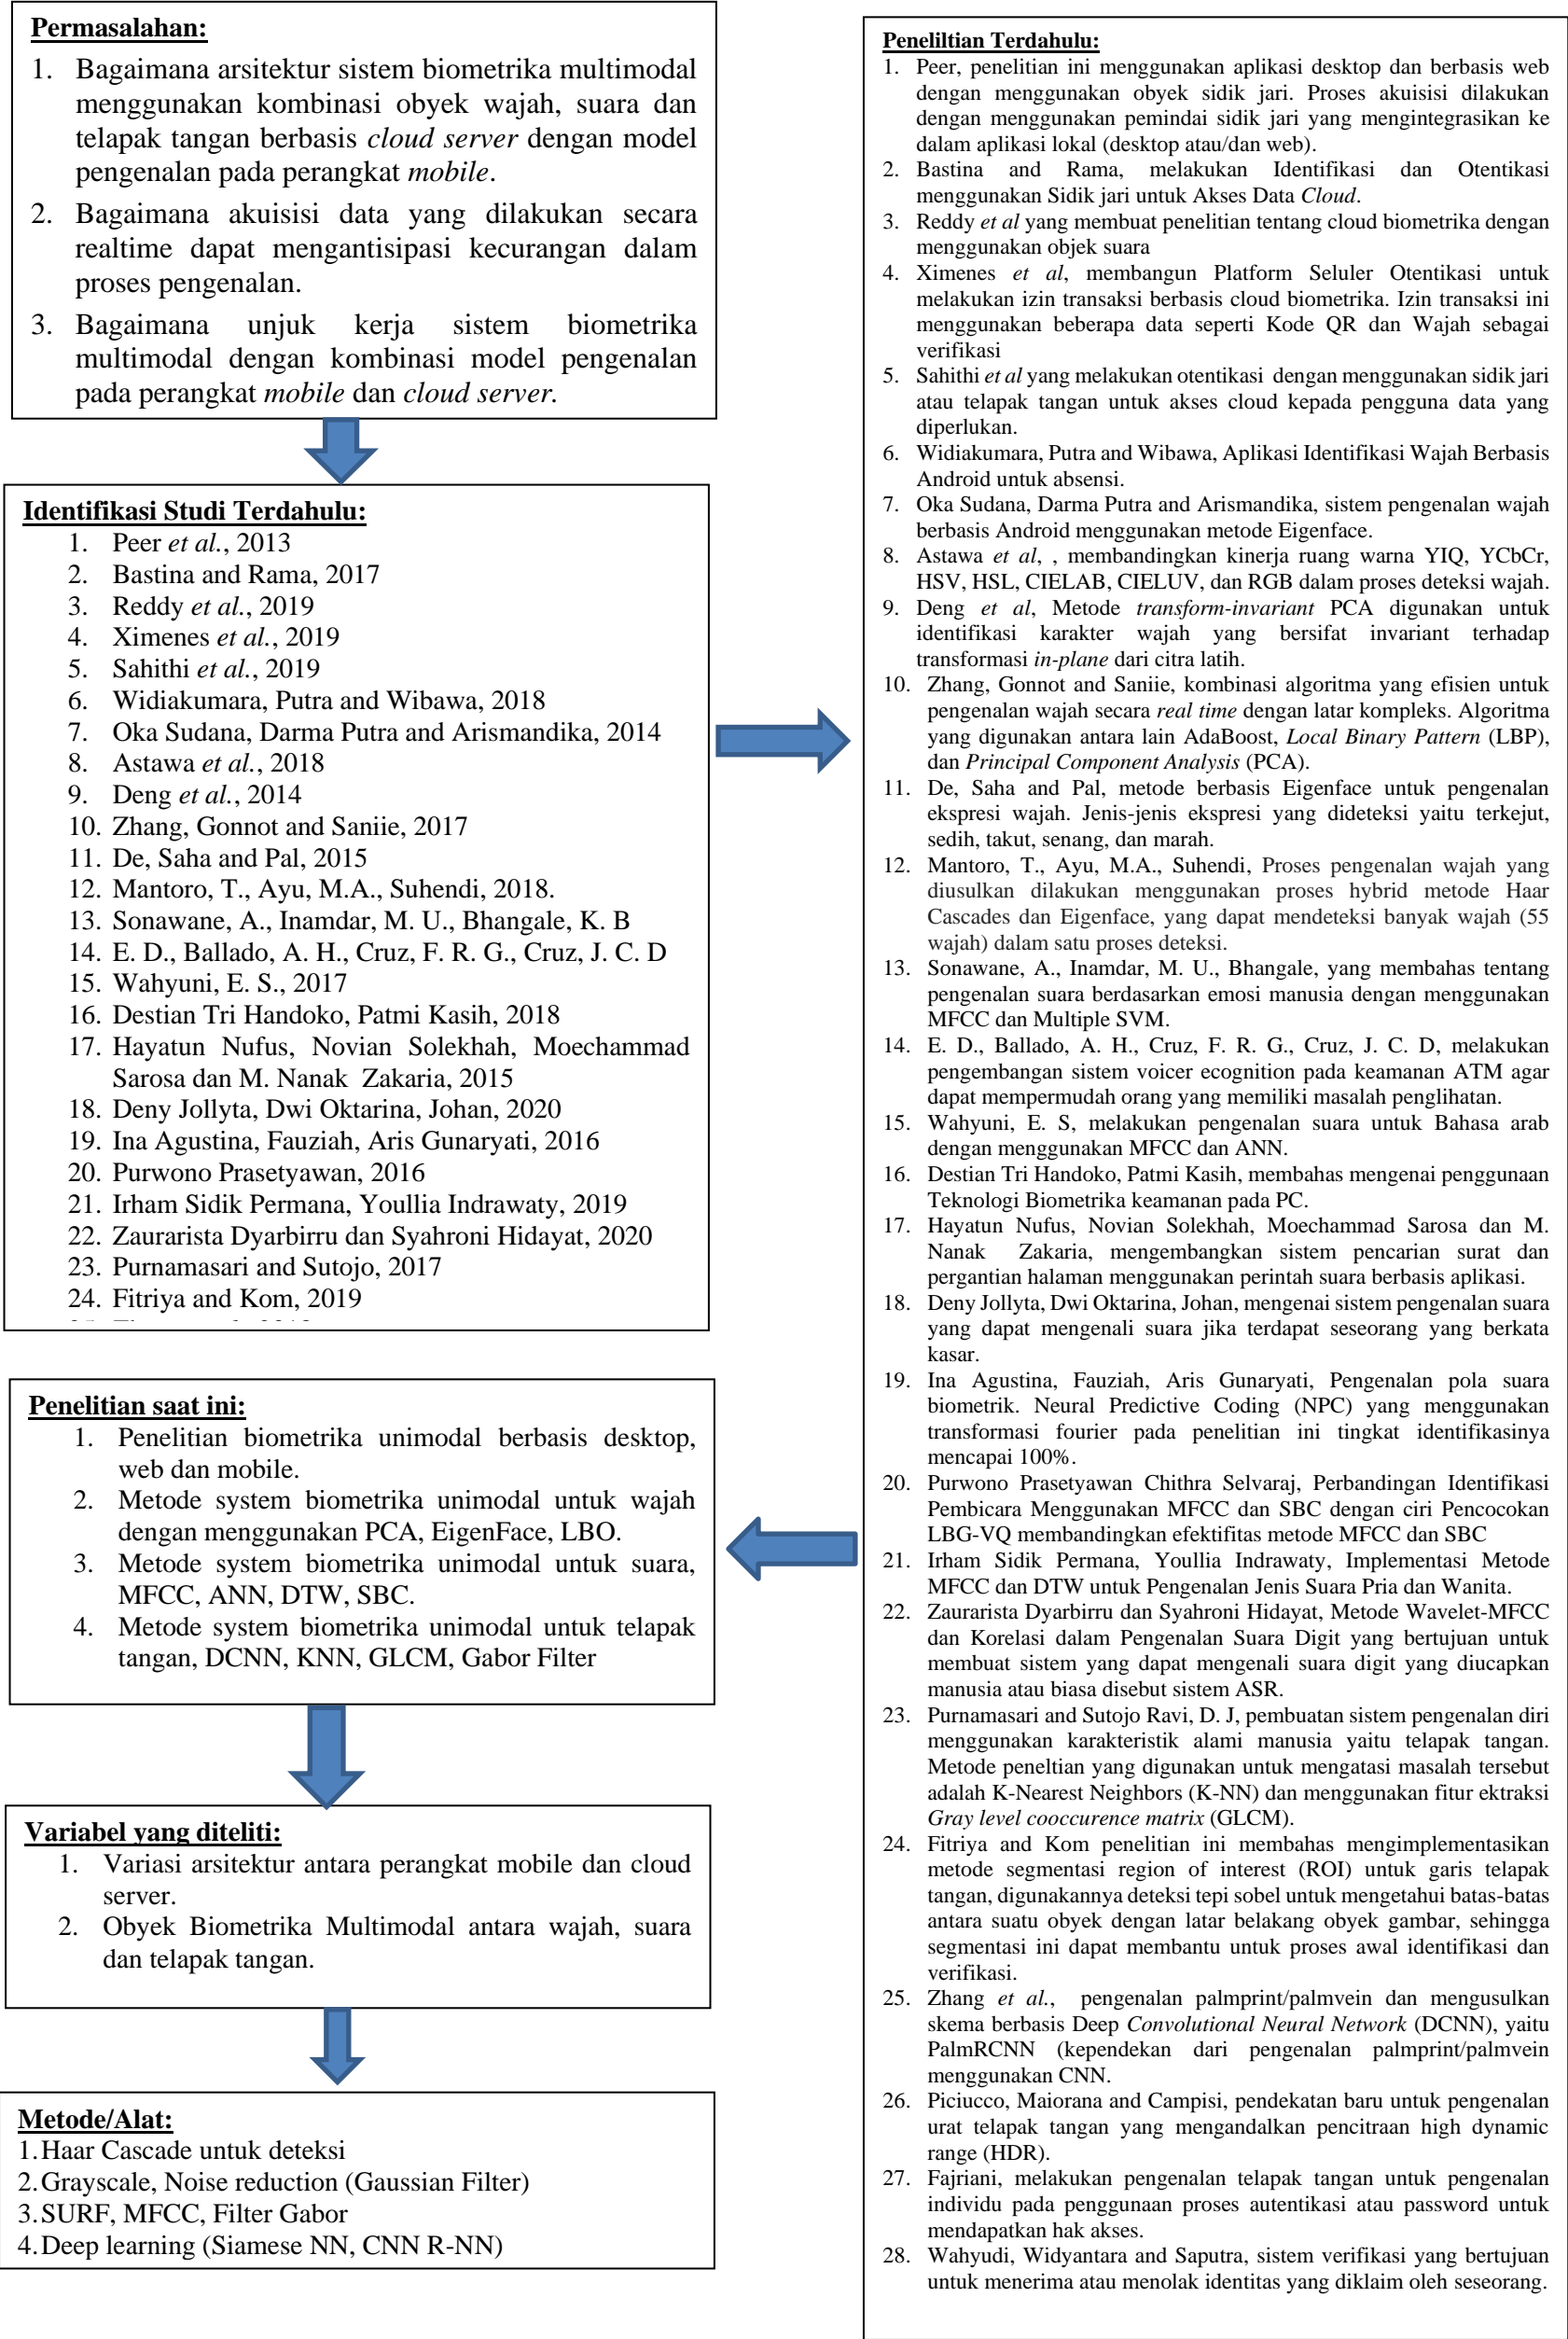 Permasalahan:
1. Bagaimana arsitektur sistem biometrika multimodal
menggunakan kombinasi obyek wajah, suara dan
telapak tangan berbasis cloud server dengan model
pengenalan pada perangkat mobile.
2. Bagaimana akuisisi data yang dilakukan secara
realtime dapat mengantisipasi kecurangan dalam
proses pengenalan.
3. Bagaimana unjuk kerja sistem biometrika
multimodal dengan kombinasi model pengenalan
pada perangkat mobile dan cloud server.
Identifikasi Studi Terdahulu:
1. Peer et al., 2013
2. Bastina and Rama, 2017
3. Reddy et al., 2019
4. Ximenes et al., 2019
5. Sahithi et al., 2019
6. Widiakumara, Putra and Wibawa, 2018
7. Oka Sudana, Darma Putra and Arismandika, 2014
8. Astawa et al., 2018
9. Deng et al., 2014
10. Zhang, Gonnot and Saniie, 2017
11. De, Saha and Pal, 2015
12. Mantoro, T., Ayu, M.A., Suhendi, 2018.
13. Sonawane, A., Inamdar, M. U., Bhangale, K. B
14. E. D., Ballado, A. H., Cruz, F. R. G., Cruz, J. C. D
15. Wahyuni, E. S., 2017
16. Destian Tri Handoko, Patmi Kasih, 2018
17. Hayatun Nufus, Novian Solekhah, Moechammad
Sarosa dan M. Nanak Zakaria, 2015
18. Deny Jollyta, Dwi Oktarina, Johan, 2020
19. Ina Agustina, Fauziah, Aris Gunaryati, 2016
20. Purwono Prasetyawan, 2016
21. Irham Sidik Permana, Youllia Indrawaty, 2019
22. Zaurarista Dyarbirru dan Syahroni Hidayat, 2020
23. Purnamasari and Sutojo, 2017
24. Fitriya and Kom, 2019
Peneliltian Terdahulu:
1. Peer, penelitian ini menggunakan aplikasi desktop dan berbasis web
dengan menggunakan obyek sidik jari. Proses akuisisi dilakukan
dengan menggunakan pemindai sidik jari yang mengintegrasikan ke
dalam aplikasi lokal (desktop atau/dan web).
2. Bastina and Rama, melakukan Identifikasi dan Otentikasi
menggunakan Sidik jari untuk Akses Data Cloud.
3. Reddy et al yang membuat penelitian tentang cloud biometrika dengan
menggunakan objek suara
4. Ximenes et al, membangun Platform Seluler Otentikasi untuk
melakukan izin transaksi berbasis cloud biometrika. Izin transaksi ini
menggunakan beberapa data seperti Kode QR dan Wajah sebagai
verifikasi
5. Sahithi et al yang melakukan otentikasi dengan menggunakan sidik jari
atau telapak tangan untuk akses cloud kepada pengguna data yang
diperlukan.
6. Widiakumara, Putra and Wibawa, Aplikasi Identifikasi Wajah Berbasis
Android untuk absensi.
7. Oka Sudana, Darma Putra and Arismandika, sistem pengenalan wajah
berbasis Android menggunakan metode Eigenface.
8. Astawa et al, , membandingkan kinerja ruang warna YIQ, YCbCr,
HSV, HSL, CIELAB, CIELUV, dan RGB dalam proses deteksi wajah.
9. Deng et al, Metode transform-invariant PCA digunakan untuk
identifikasi karakter wajah yang bersifat invariant terhadap
transformasi in-plane dari citra latih.
10. Zhang, Gonnot and Saniie, kombinasi algoritma yang efisien untuk
pengenalan wajah secara real time dengan latar kompleks. Algoritma
yang digunakan antara lain AdaBoost, Local Binary Pattern (LBP),
dan Principal Component Analysis (PCA).
11. De, Saha and Pal, metode berbasis Eigenface untuk pengenalan
ekspresi wajah. Jenis-jenis ekspresi yang dideteksi yaitu terkejut,
sedih, takut, senang, dan marah.
12. Mantoro, T., Ayu, M.A., Suhendi, Proses pengenalan wajah yang
diusulkan dilakukan menggunakan proses hybrid metode Haar
Cascades dan Eigenface, yang dapat mendeteksi banyak wajah (55
wajah) dalam satu proses deteksi.
13. Sonawane, A., Inamdar, M. U., Bhangale, yang membahas tentang
pengenalan suara berdasarkan emosi manusia dengan menggunakan
MFCC dan Multiple SVM.
14. E. D., Ballado, A. H., Cruz, F. R. G., Cruz, J. C. D, melakukan
pengembangan sistem voicer ecognition pada keamanan ATM agar
dapat mempermudah orang yang memiliki masalah penglihatan.
15. Wahyuni, E. S, melakukan pengenalan suara untuk Bahasa arab
dengan menggunakan MFCC dan ANN.
16. Destian Tri Handoko, Patmi Kasih, membahas mengenai penggunaan
Teknologi Biometrika keamanan pada PC.
17. Hayatun Nufus, Novian Solekhah, Moechammad Sarosa dan M.
Nanak Zakaria, mengembangkan sistem pencarian surat dan
pergantian halaman menggunakan perintah suara berbasis aplikasi.
18. Deny Jollyta, Dwi Oktarina, Johan, mengenai sistem pengenalan suara
yang dapat mengenali suara jika terdapat seseorang yang berkata
kasar.
19. Ina Agustina, Fauziah, Aris Gunaryati, Pengenalan pola suara
biometrik. Neural Predictive Coding (NPC) yang menggunakan
transformasi fourier pada penelitian ini tingkat identifikasinya
mencapai 100%.
20. Purwono Prasetyawan Chithra Selvaraj, Perbandingan Identifikasi
Pembicara Menggunakan MFCC dan SBC dengan ciri Pencocokan
LBG-VQ membandingkan efektifitas metode MFCC dan SBC
21. Irham Sidik Permana, Youllia Indrawaty, Implementasi Metode
MFCC dan DTW untuk Pengenalan Jenis Suara Pria dan Wanita.
22. Zaurarista Dyarbirru dan Syahroni Hidayat, Metode Wavelet-MFCC
dan Korelasi dalam Pengenalan Suara Digit yang bertujuan untuk
membuat sistem yang dapat mengenali suara digit yang diucapkan
manusia atau biasa disebut sistem ASR.
23. Purnamasari and Sutojo Ravi, D. J, pembuatan sistem pengenalan diri
menggunakan karakteristik alami manusia yaitu telapak tangan.
Metode peneltian yang digunakan untuk mengatasi masalah tersebut
adalah K-Nearest Neighbors (K-NN) dan menggunakan fitur ektraksi
Gray level cooccurence matrix (GLCM).
24. Fitriya and Kom penelitian ini membahas mengimplementasikan
metode segmentasi region of interest (ROI) untuk garis telapak
tangan, digunakannya deteksi tepi sobel untuk mengetahui batas-batas
antara suatu obyek dengan latar belakang obyek gambar, sehingga
segmentasi ini dapat membantu untuk proses awal identifikasi dan
verifikasi.
25. Zhang et al., pengenalan palmprint/palmvein dan mengusulkan
skema berbasis Deep Convolutional Neural Network (DCNN), yaitu
PalmRCNN (kependekan dari pengenalan palmprint/palmvein
menggunakan CNN.
26. Piciucco, Maiorana and Campisi, pendekatan baru untuk pengenalan
urat telapak tangan yang mengandalkan pencitraan high dynamic
range (HDR).
27. Fajriani, melakukan pengenalan telapak tangan untuk pengenalan
individu pada penggunaan proses autentikasi atau password untuk
mendapatkan hak akses.
28. Wahyudi, Widyantara and Saputra, sistem verifikasi yang bertujuan
untuk menerima atau menolak identitas yang diklaim oleh seseorang.
Penelitian saat ini:
1. Penelitian biometrika unimodal berbasis desktop,
web dan mobile.
2. Metode system biometrika unimodal untuk wajah
dengan menggunakan PCA, EigenFace, LBO.
3. Metode system biometrika unimodal untuk suara,
MFCC, ANN, DTW, SBC.
4. Metode system biometrika unimodal untuk telapak
tangan, DCNN, KNN, GLCM, Gabor Filter
Variabel yang diteliti:
1. Variasi arsitektur antara perangkat mobile dan cloud
server.
2. Obyek Biometrika Multimodal antara wajah, suara
dan telapak tangan.
Metode/Alat:
1.Haar Cascade untuk deteksi
2.Grayscale, Noise reduction (Gaussian Filter)
3.SURF, MFCC, Filter Gabor
4.Deep learning (Siamese NN, CNN R-NN)